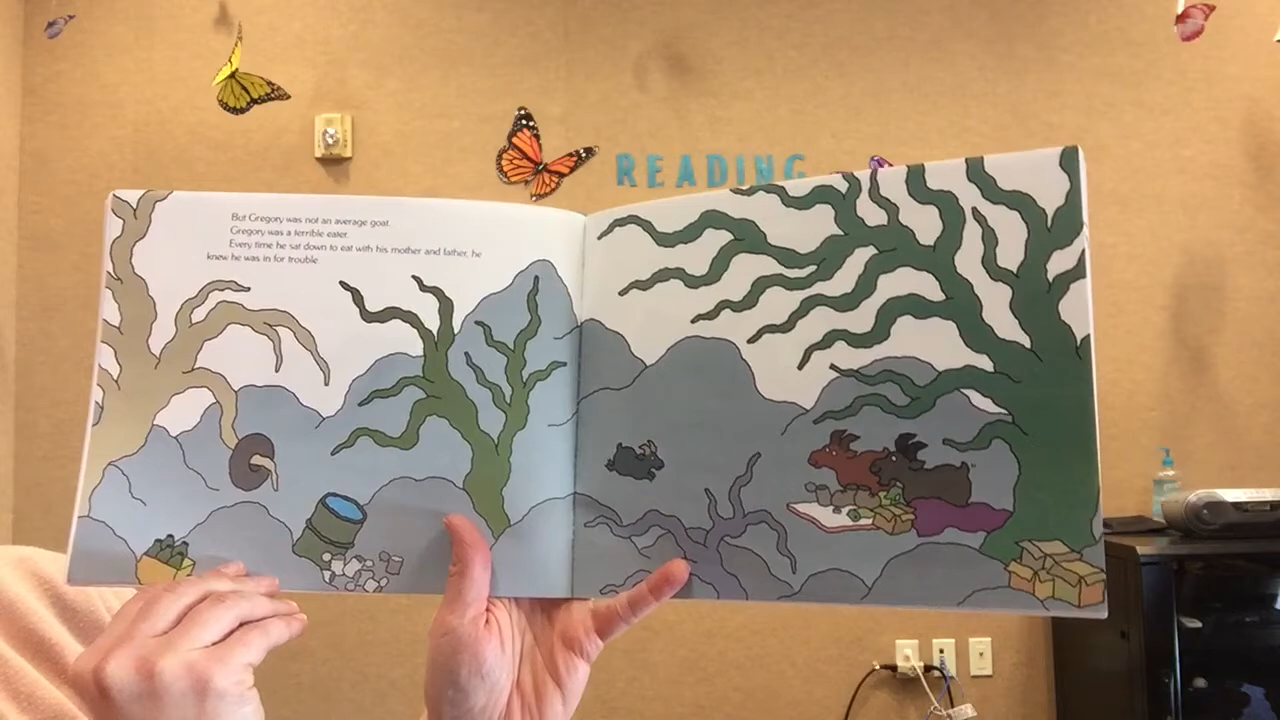 READING
But Gregory was not an average goat.
Gregory was a terrible eater.
Every time he sat down to eat with his mother and father, he
knew he was in for trouble.